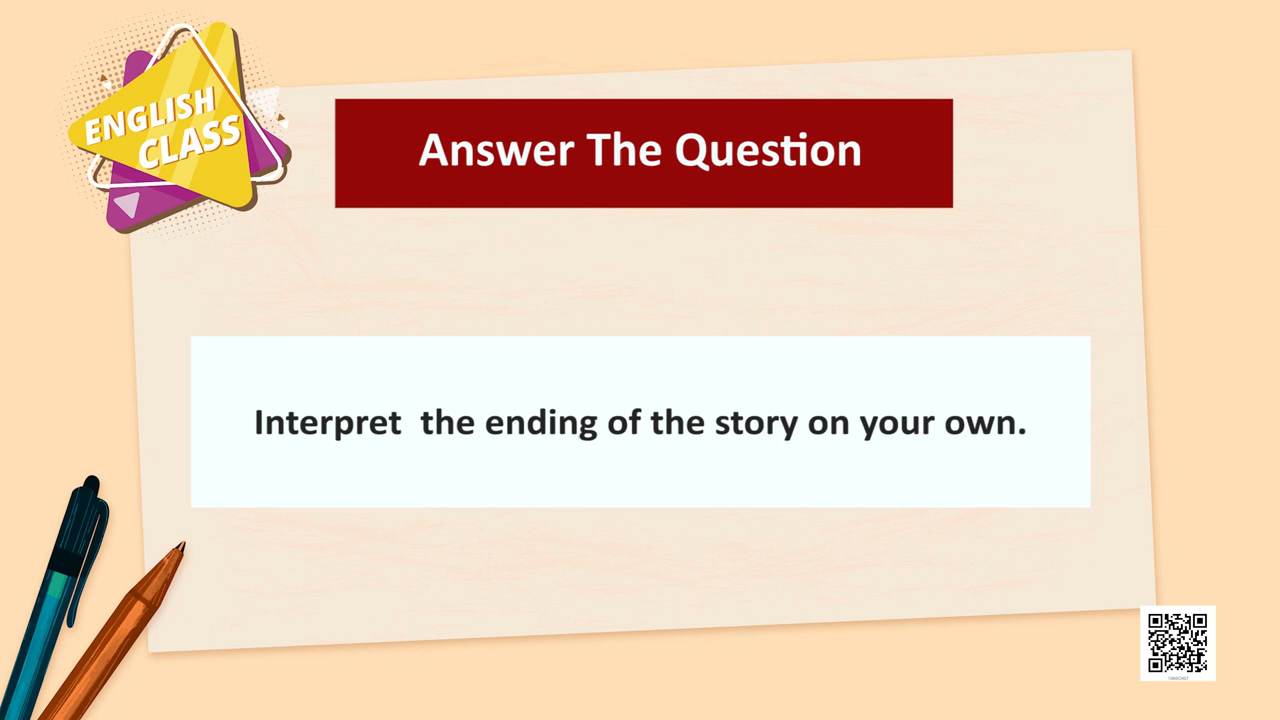 ENGLISH
CLASS
Answer The Question
Interpret the ending of the story on your own.